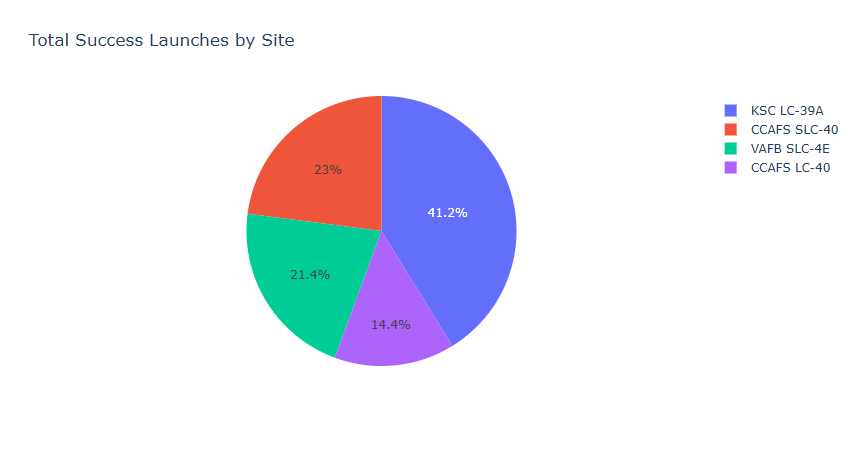 Total Success Launches by Site
KSC LC-39A
CCAFS SLC-40
VAFB SLC-4E
CCAFS LC-40
23%
41.2%
21.4%
14.4%